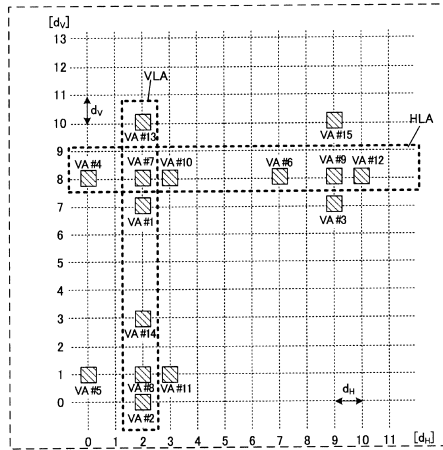 [dV]
13
12
VLA
11
dV
10
VA #13
VA #15
HLA
9
VA #4
VA #7
VA #10
VA #6
VA #9
VA #12
8
7
VA #1
VA #3
6
5
4
3
VA #14
2
1
VA #5
VA #8
VA #11
dH
0
VA #2
0 1 2 3 4 5 6 7 8 9 10 11 [dH]